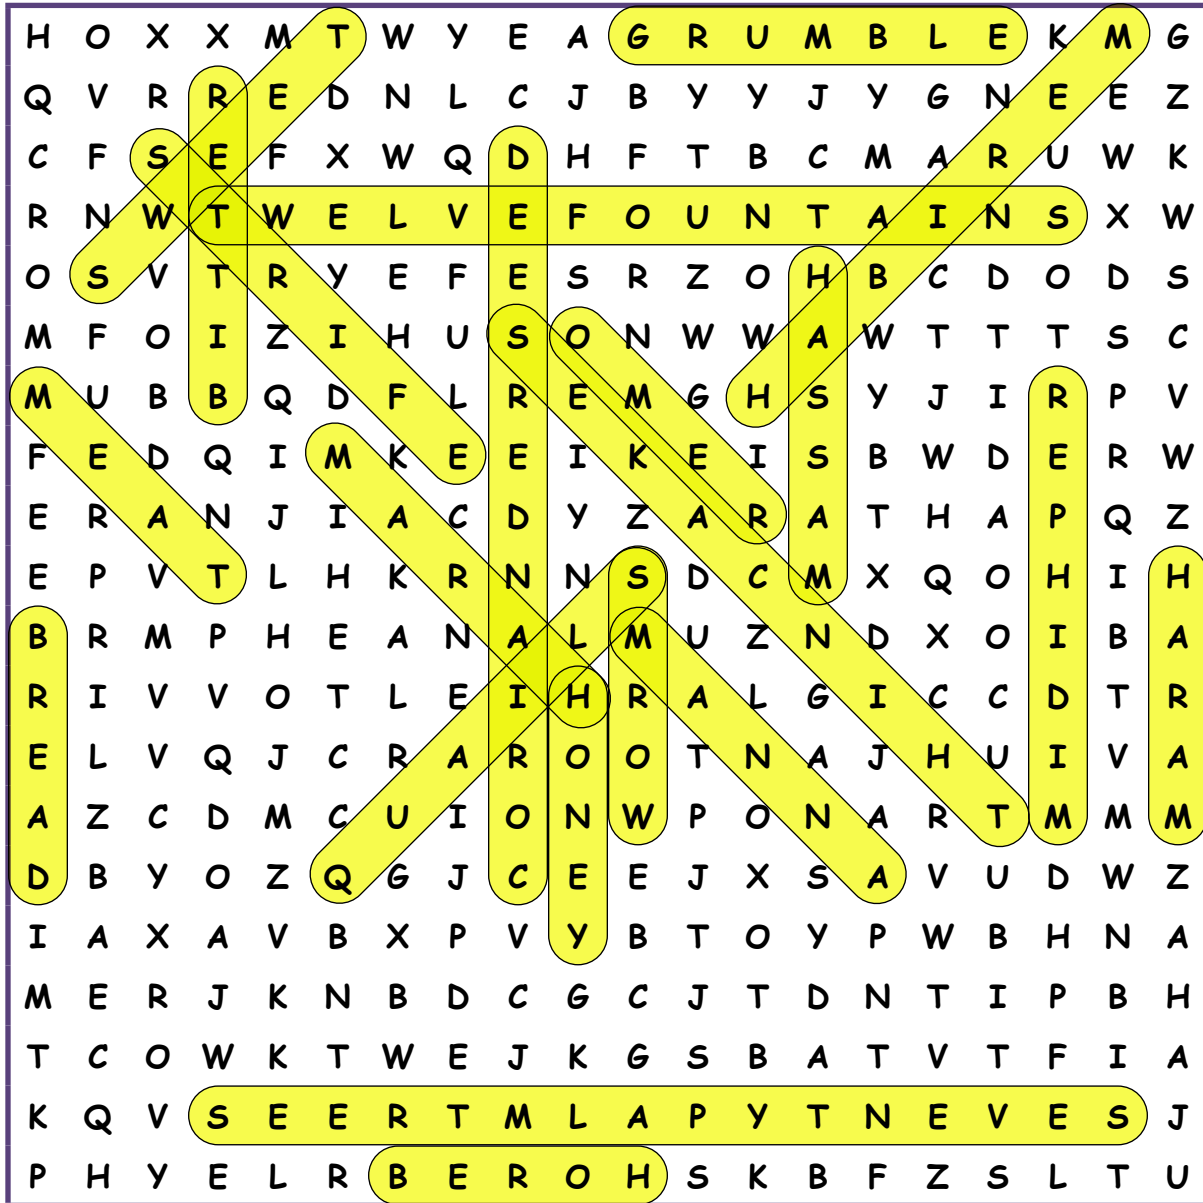 H O X X M T W Y E A G R U M B L E K M G
Q V R R E D N L C J B Y Y J Y G N E E Z
C F S E F X W Q D H F T B C M A R U W K
R N W T W E L V E F O U N T A I N S X W
O S V T R Y E F E S R Z O H B C D O D S
M F O I Z I H U S O N W W A W T T T S C
M U B B Q D F L R E M G H S Y J I R P V
F E D Q I M K E E I K E I S B W D E R W
E R A N J I A C D Y Z A R A T H A P Q Z
E P V T L H K R N N S D C M X Q O H I H
B R M P H E A N A L M U Z N D X O I B A
R I V V O T L E I H R A L G I C C D T R
E L V Q J C R A R O O T N A J H U I V A
A Z C D M C U I O N W P O N A R T M M M
D B Y O Z Q G J C E E J X S A V U D W Z
I A X A V B X P V Y B T O Y P W B H N A
M E R J K N B D C G C J T D N T I P B H
T C O W K T W E J K G S B A T V T F I A
K Q V S E E R T M L A P Y T N E V E S J
P H Y E L R B E R O H S K B F Z S L T U